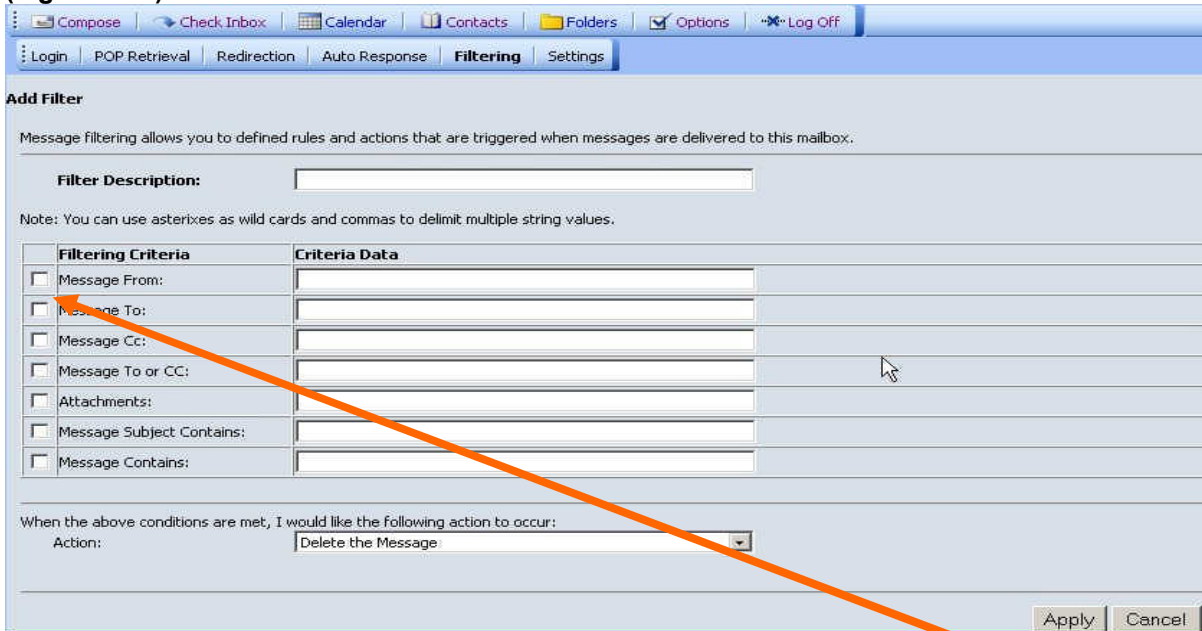 Compose Check Inbox Calendar Contacts Folders Options Log Off
Login POP Retrieval Redirection Auto Response Filtering Settings
Add Filter
Message filtering allows you to defined rules and actions that are triggered when messages are delivered to this mailbox.
Filter Description:
Note: You can use asterixes as wild cards and commas to delimit multiple string values.
Filtering Criteria Criteria Data
Message From:
Message To:
Message Cc:
Message To or CC:
Attachments:
Message Subject Contains:
Message Contains:
When the above conditions are met, I would like the following action to occur:
Action: Delete the Message
Apply Cancel